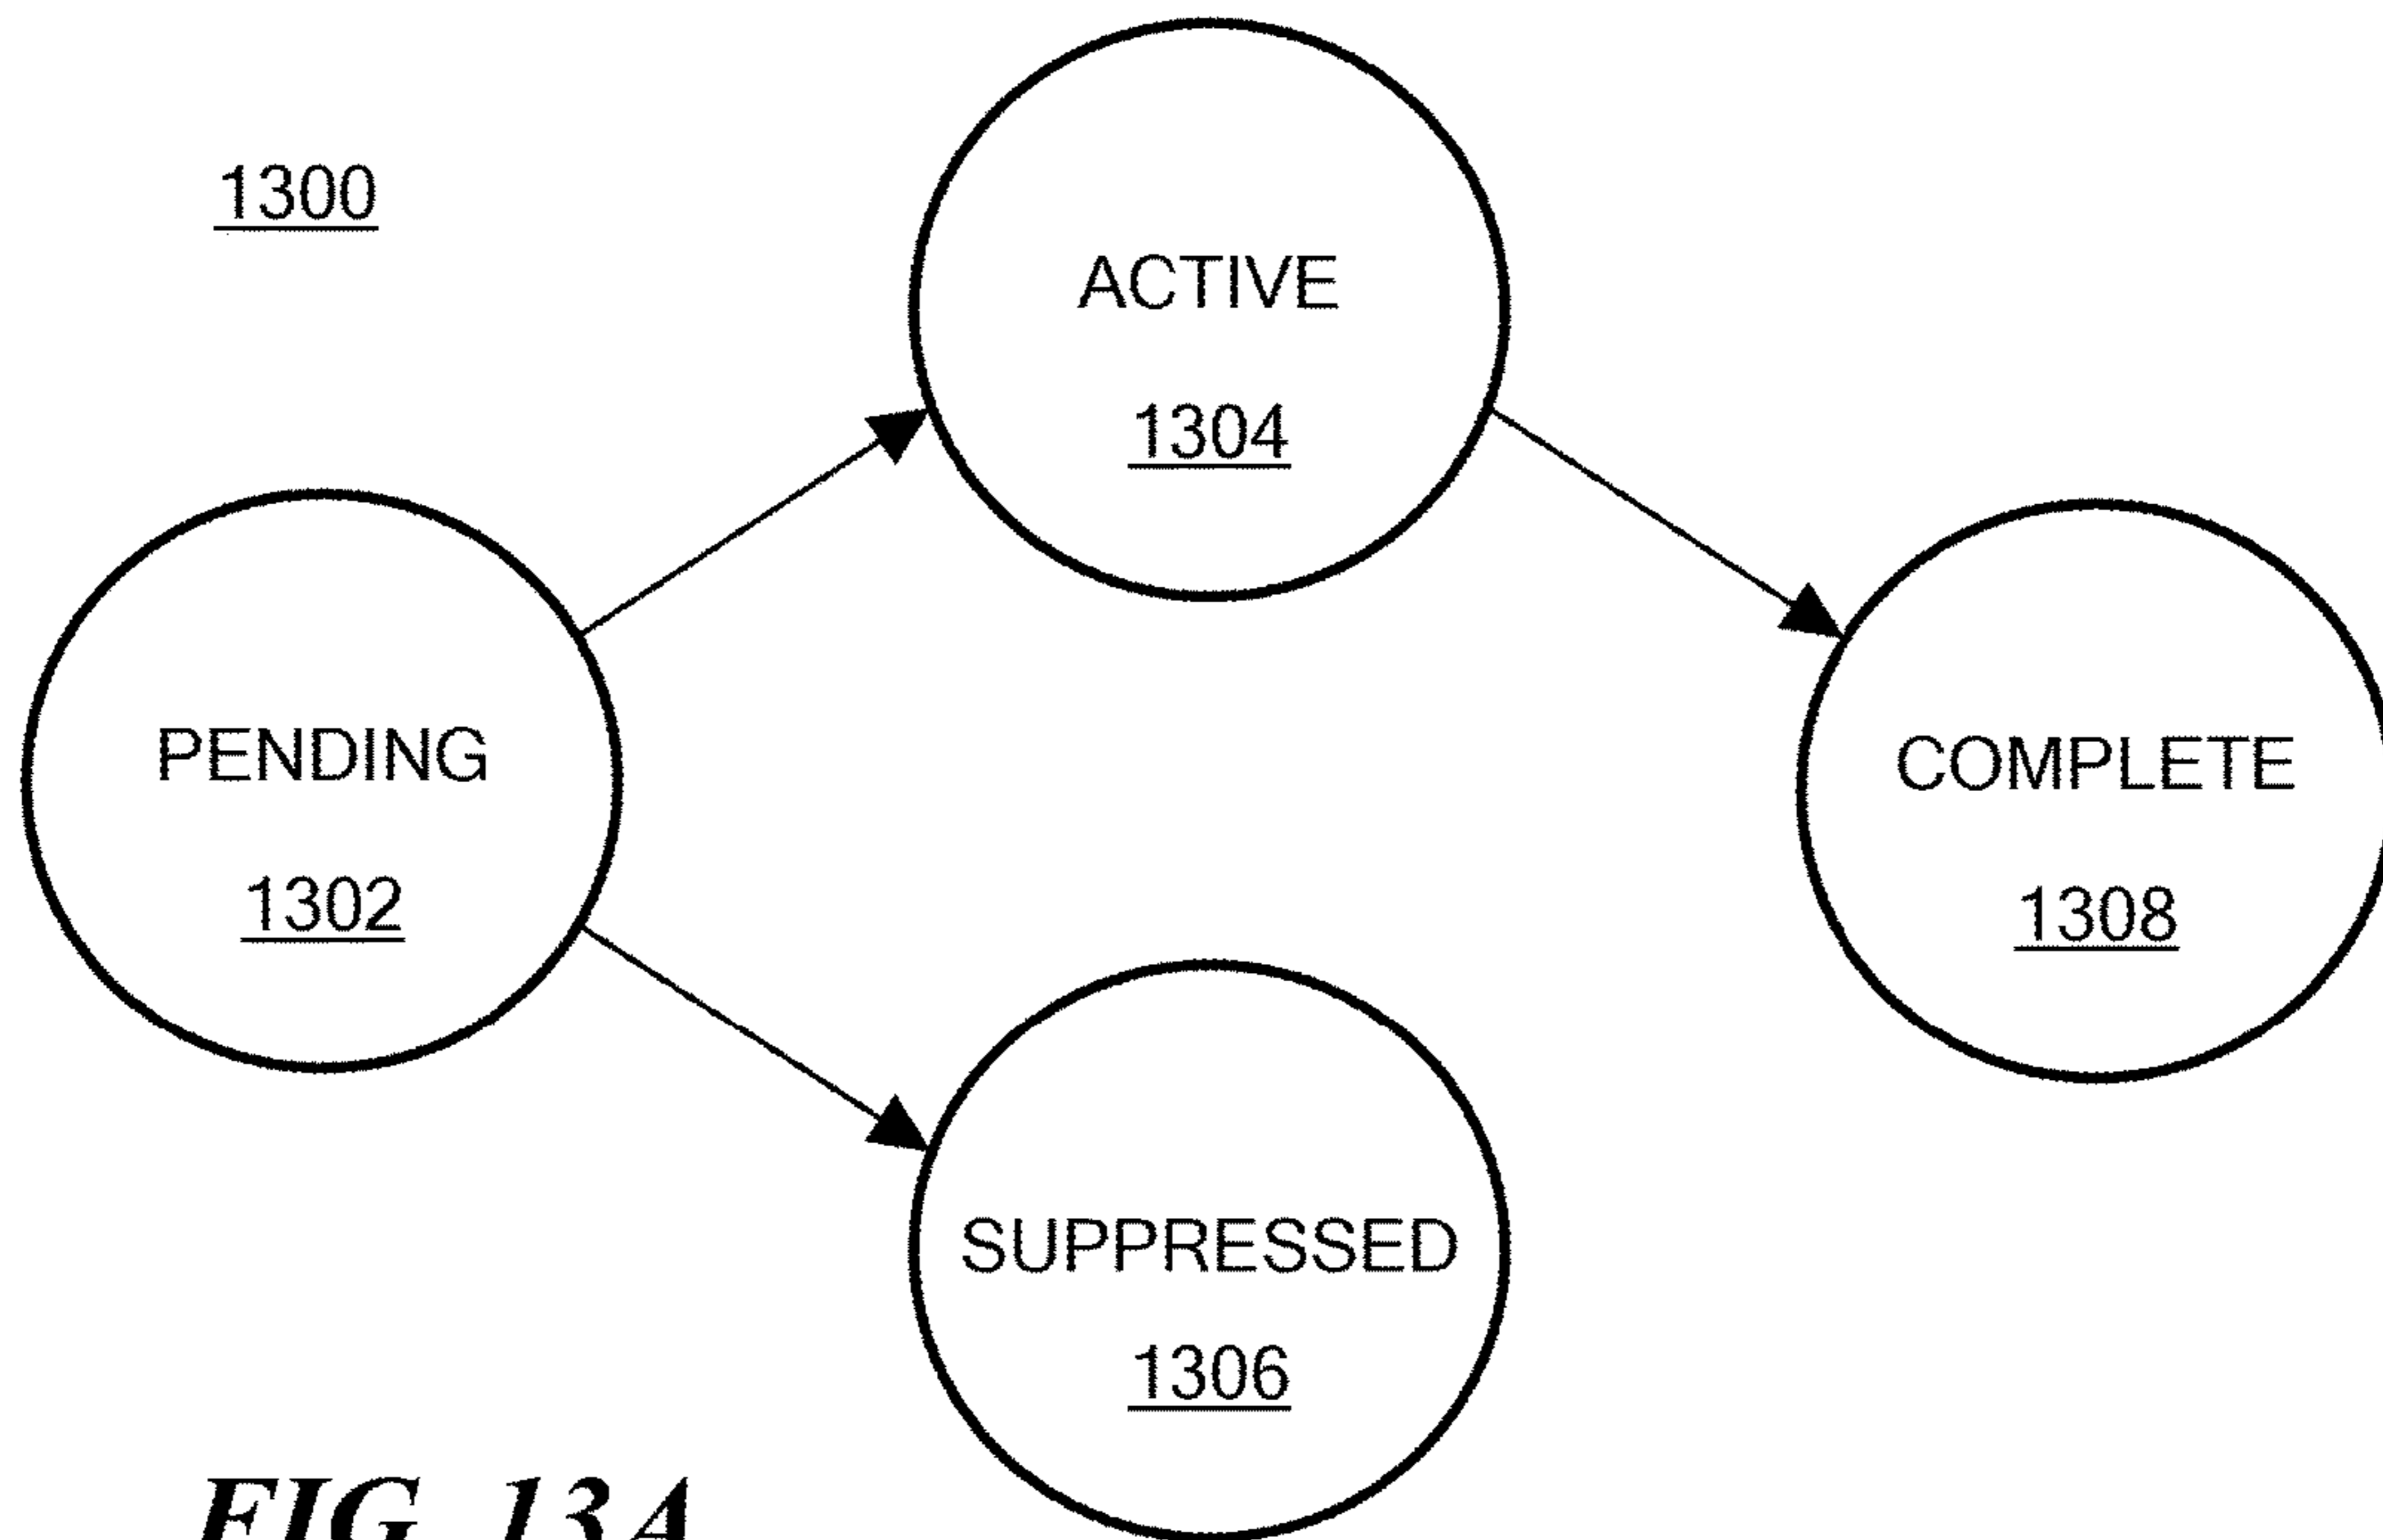 1300
ACTIVE
1304
PENDING
1302
COMPLETE
1308
SUPPRESSED
1306
FIG. 13A